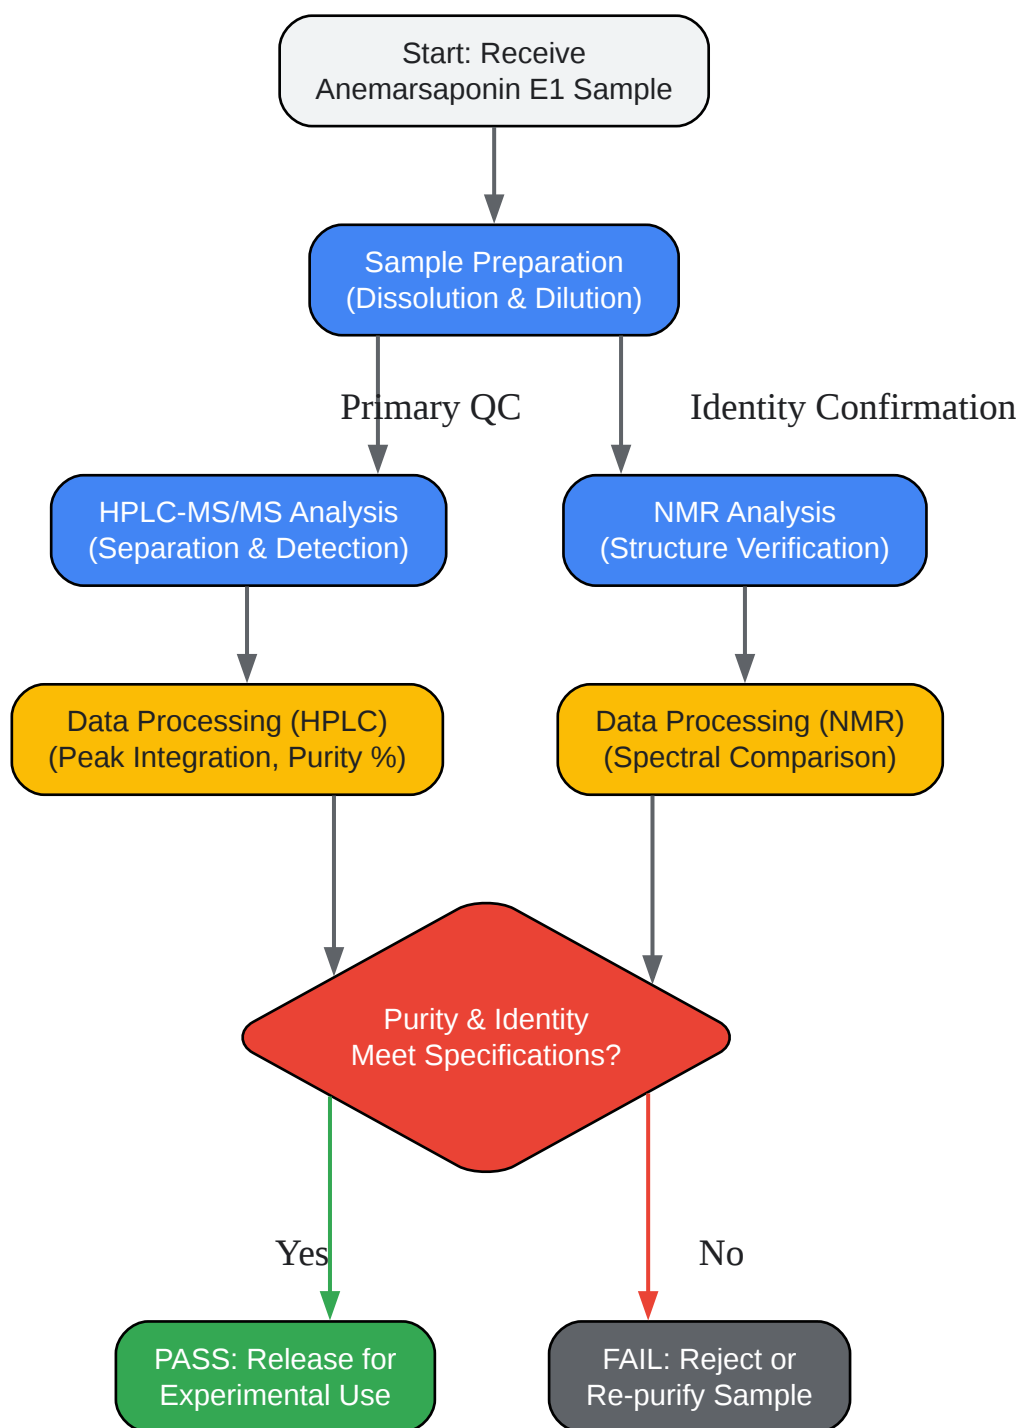 Start: Receive
Anemarsaponin E1 Sample
Sample Preparation
(Dissolution & Dilution)
Primary QC
Identity Confirmation
HPLC-MS/MS Analysis
(Separation & Detection)
NMR Analysis
(Structure Verification)
Data Processing (HPLC)
(Peak Integration, Purity %)
Data Processing (NMR)
(Spectral Comparison)
Purity & Identity
Meet Specifications?
Yes
No
PASS: Release for
Experimental Use
FAIL: Reject or
Re-purify Sample